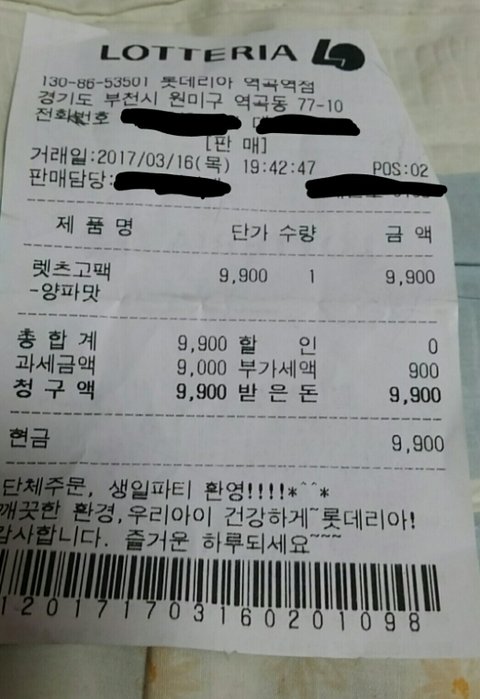 LOTTERIA
130-86-53501 롯데리아 역곡역점
경기도 부천시 원미구 역곡동 77-10
전화번호
[판 매]
거래일:2017/03/16(목) 19:42:47 POS:02
판매담당:
제 품 명 단가 수량 금 액
렛츠고팩 9,900 1 9,900
-양파맛
총 합 계 9,900 할 인 0
과세금액 9,000 부가세액 900
청 구 액 9,900 받 은 돈 9,900
현금 9,900
단체주문, 생일파티 환영!!!!*^^*
깨끗한 환경,우리아이 건강하게~롯데리아!
감사합니다. 즐거운 하루되세요~~~
120171703160201098